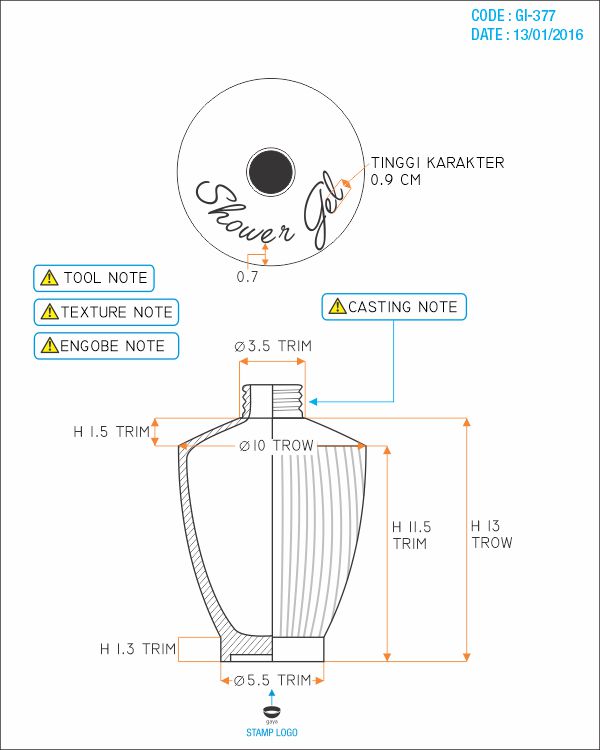 CODE : GI-377
DATE : 13/01/2016
TINGGI KARAKTER
0.9 CM
Shower Gel
0.7
TOOL NOTE
TEXTURE NOTE
ENGOBE NOTE
CASTING NOTE
Ø3.5 TRIM
H 1.5 TRIM
Ø10 TROW
H 11.5
TRIM
H 13
TROW
H 1.3 TRIM
Ø5.5 TRIM
gaya
STAMP LOGO